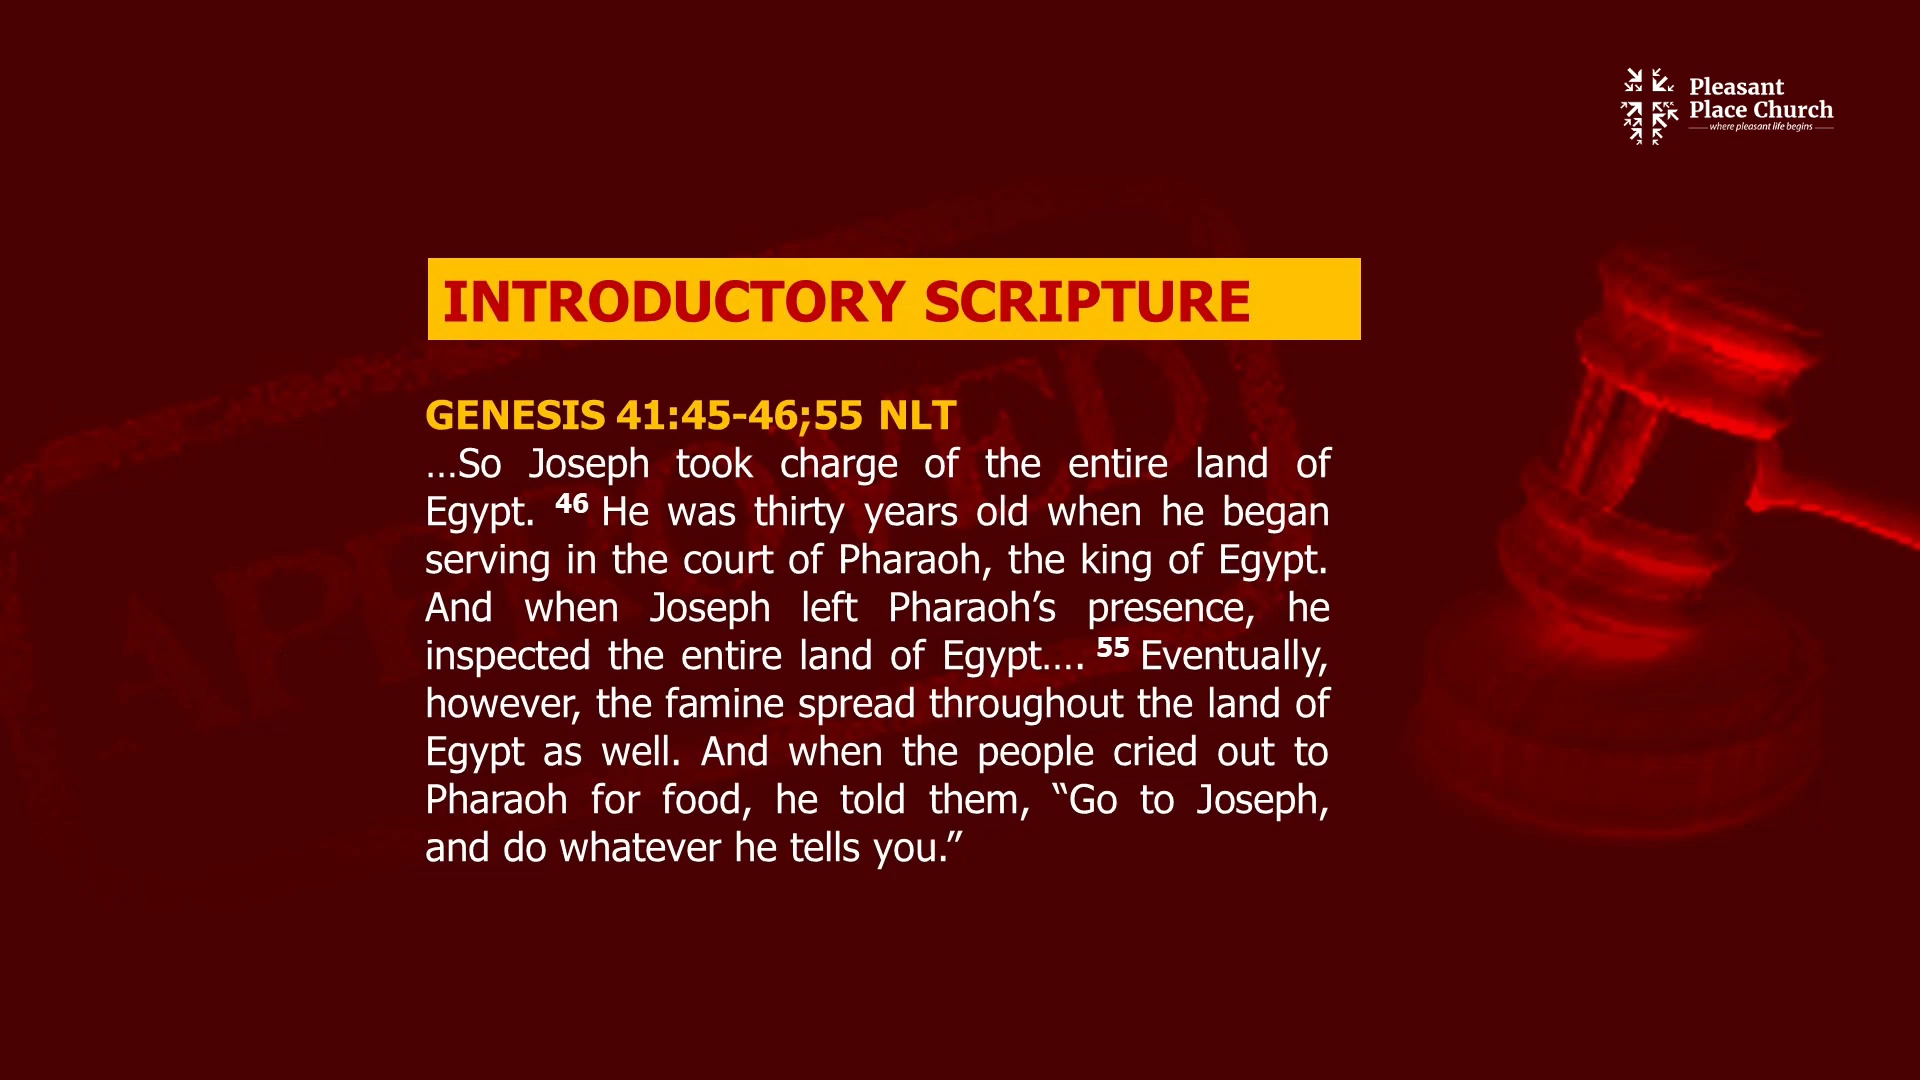 Pleasant
Place Church
where pleasant life begins
INTRODUCTORY SCRIPTURE
GENESIS 41:45-46;55 NLT
…So Joseph took charge of the entire land of
Egypt. 46 He was thirty years old when he began
serving in the court of Pharaoh, the king of Egypt.
And when Joseph left Pharaoh’s presence, he
inspected the entire land of Egypt…. 55 Eventually,
however, the famine spread throughout the land of
Egypt as well. And when the people cried out to
Pharaoh for food, he told them, “Go to Joseph,
and do whatever he tells you.”
APPROVED